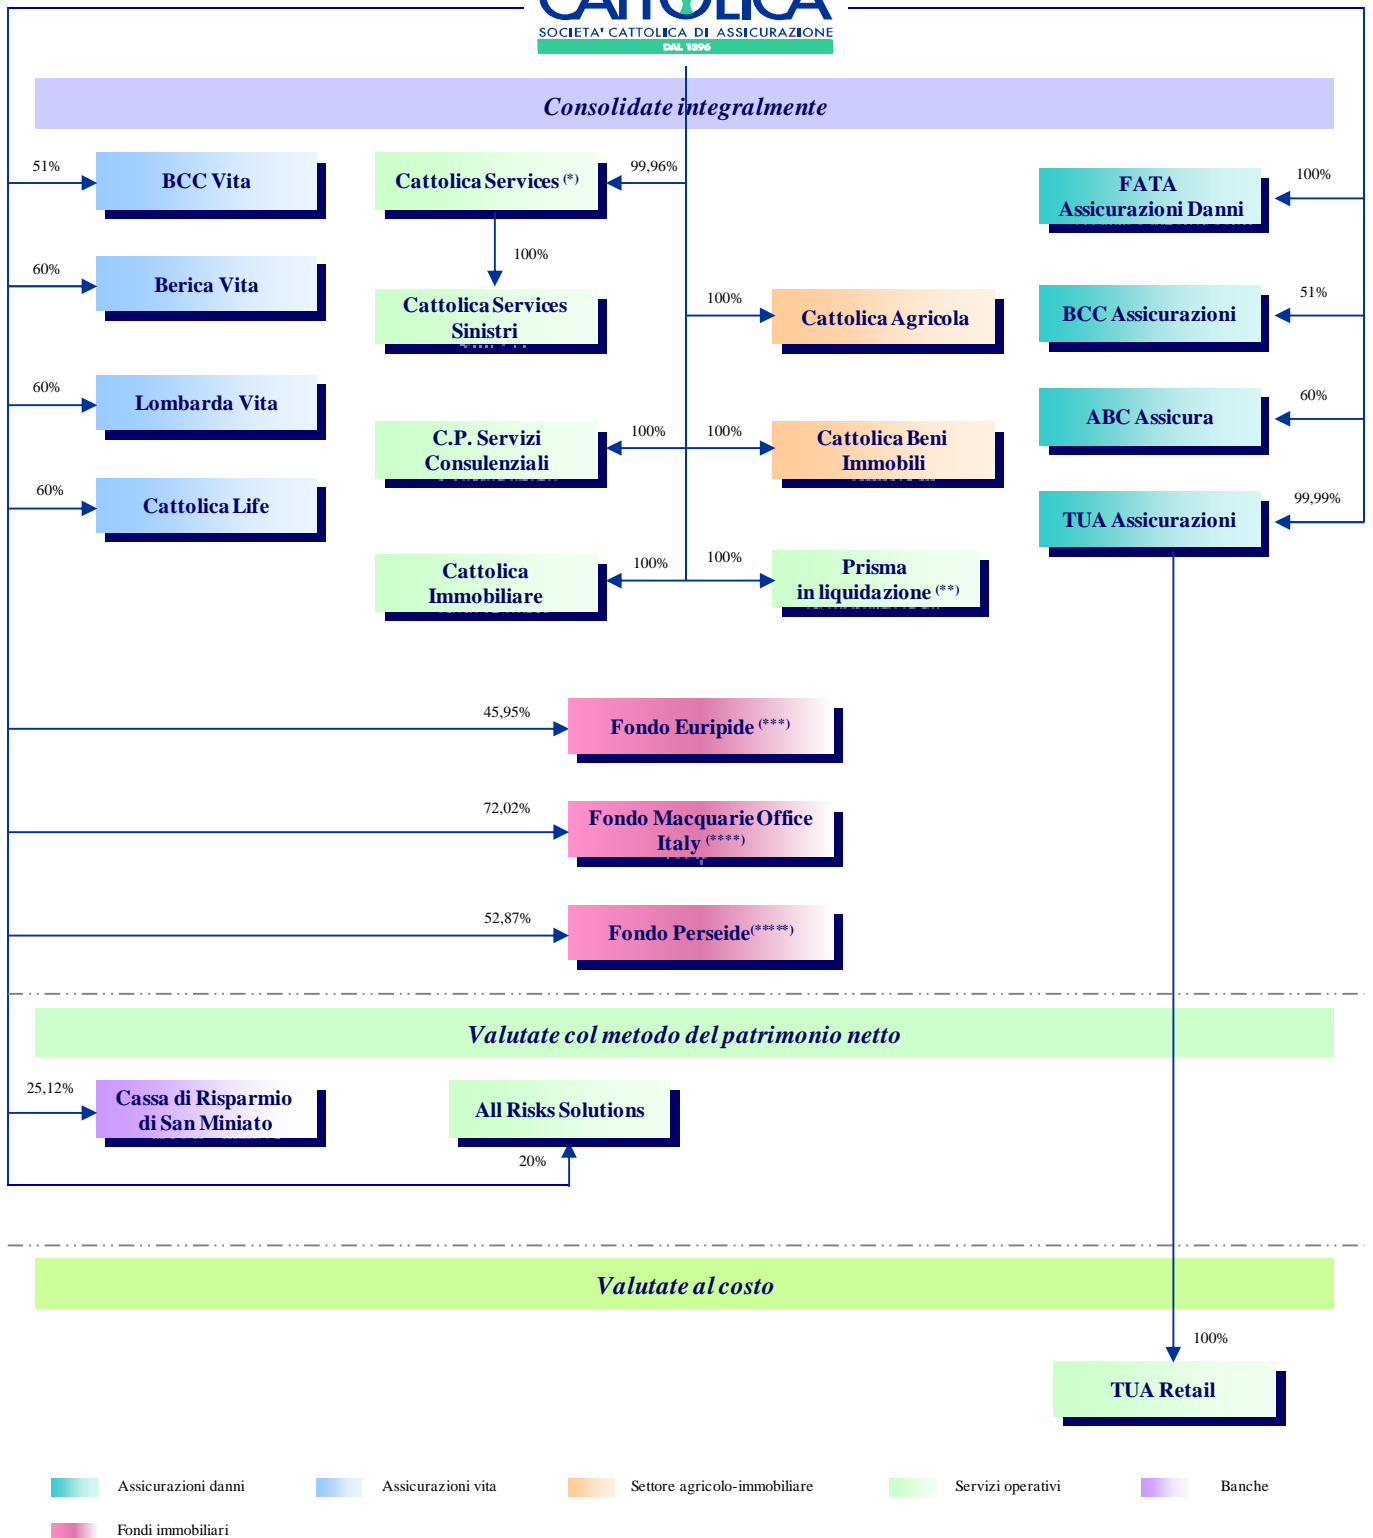 CATTOLICA
SOCIETA' CATTOLICA DI ASSICURAZIONE
DAL 1896
Consolidate integralmente
51%
BCC Vita
Cattolica Services (*)
99,96%
FATA
Assicurazioni Danni
100%
60%
Berica Vita
100%
Cattolica Services
Sinistri
100%
Cattolica Agricola
BCC Assicurazioni
51%
60%
Lombarda Vita
C.P. Servizi
Consulenziali
100%
100%
Cattolica Beni
Immobili
ABC Assicura
60%
60%
Cattolica Life
TUA Assicurazioni
99,99%
Cattolica
Immobiliare
100%
100%
Prisma
in liquidazione (**)
45,95%
Fondo Euripide (***)
72,02%
Fondo Macquarie Office
Italy (****)
52,87%
Fondo Perseide(*****)
Valutate col metodo del patrimonio netto
25,12%
Cassa di Risparmio
di San Miniato
All Risks Solutions
20%
Valutate al costo
100%
TUA Retail
Assicurazioni danni
Assicurazioni vita
Settore agricolo-immobiliare
Servizi operativi
Banche
Fondi immobiliari